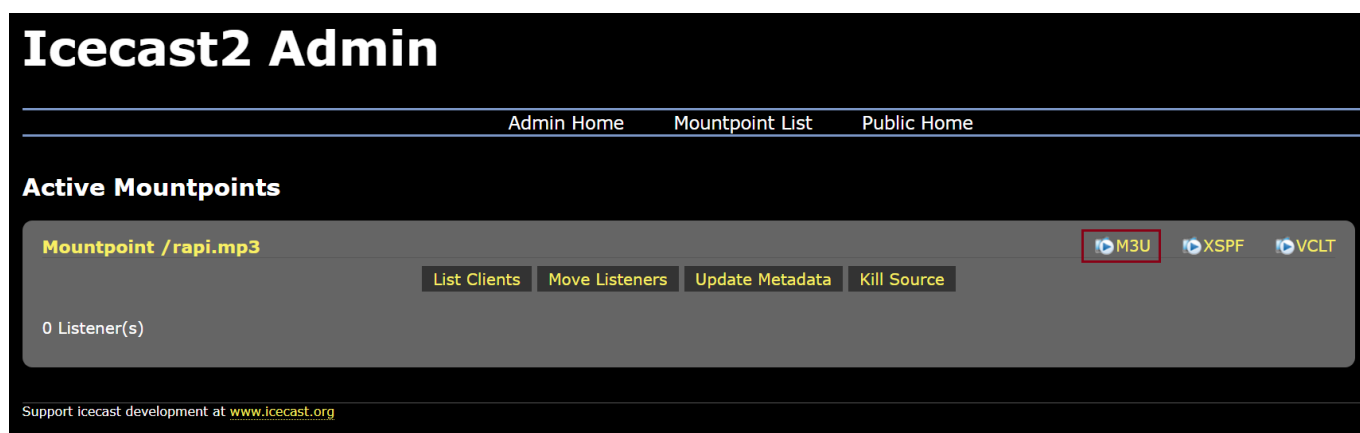 Icecast2 Admin
Admin Home Mountpoint List Public Home
Active Mountpoints
Mountpoint /rapi.mp3 M3U XSPF VCLT
List Clients Move Listeners Update Metadata Kill Source
0 Listener(s)
Support icecast development at www.icecast.org